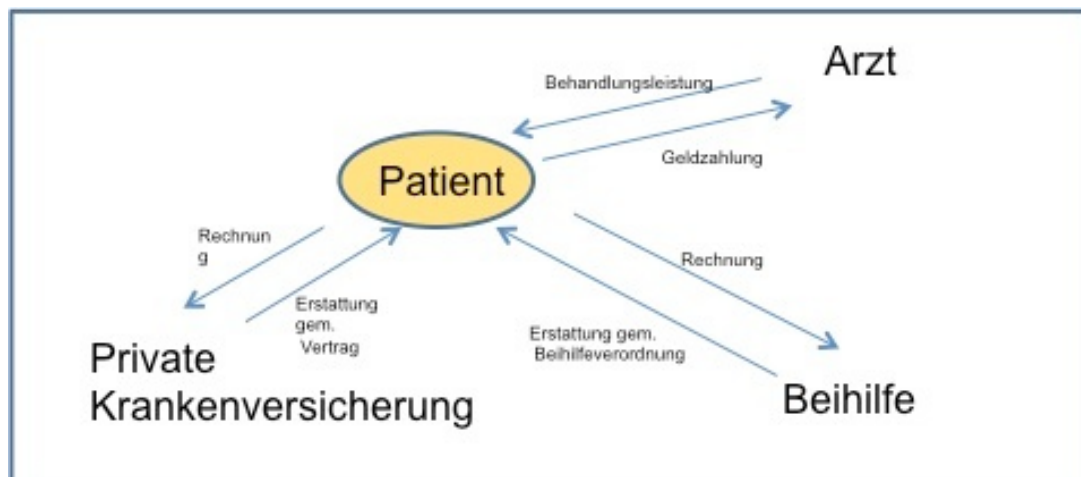 Arzt
Behandlungsleistung
Geldzahlung
Patient
Rechnun
g
Rechnung
Erstattung
gem.
Vertrag
Erstattung gem.
Beihilfeverordnung
Private
Krankenversicherung
Beihilfe